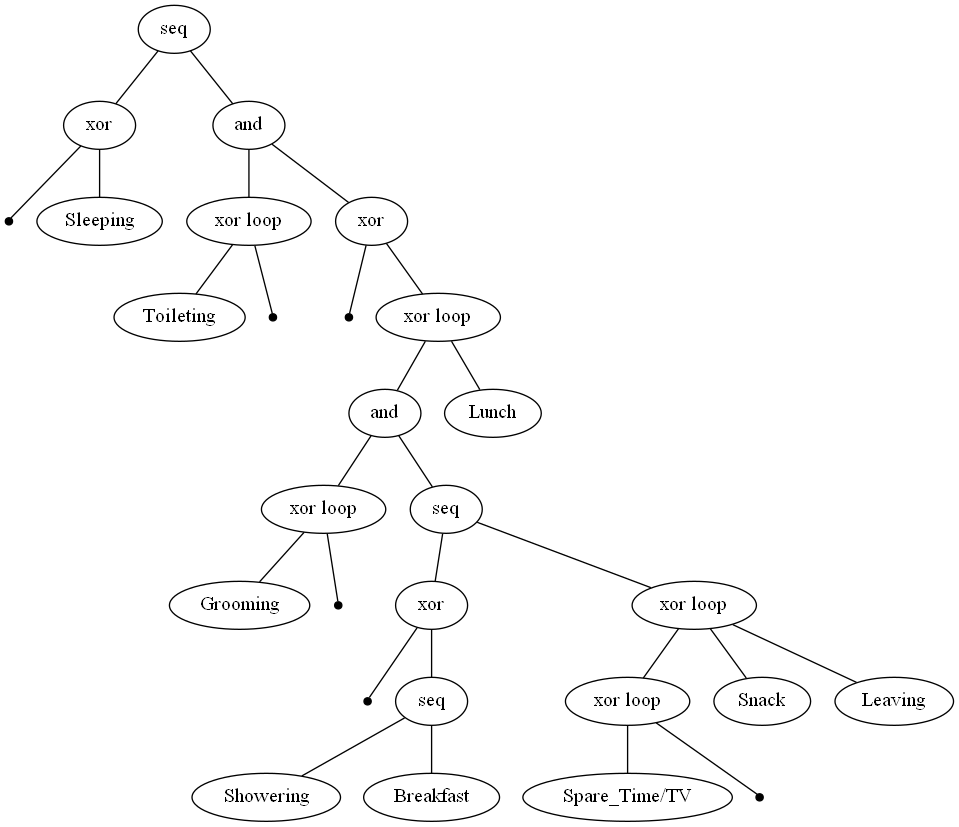 seq
xor
and
Sleeping
xor loop
xor
Toileting
xor loop
and
Lunch
xor loop
seq
Grooming
xor
xor loop
seq
xor loop
Snack
Leaving
Showering
Breakfast
Spare_Time/TV